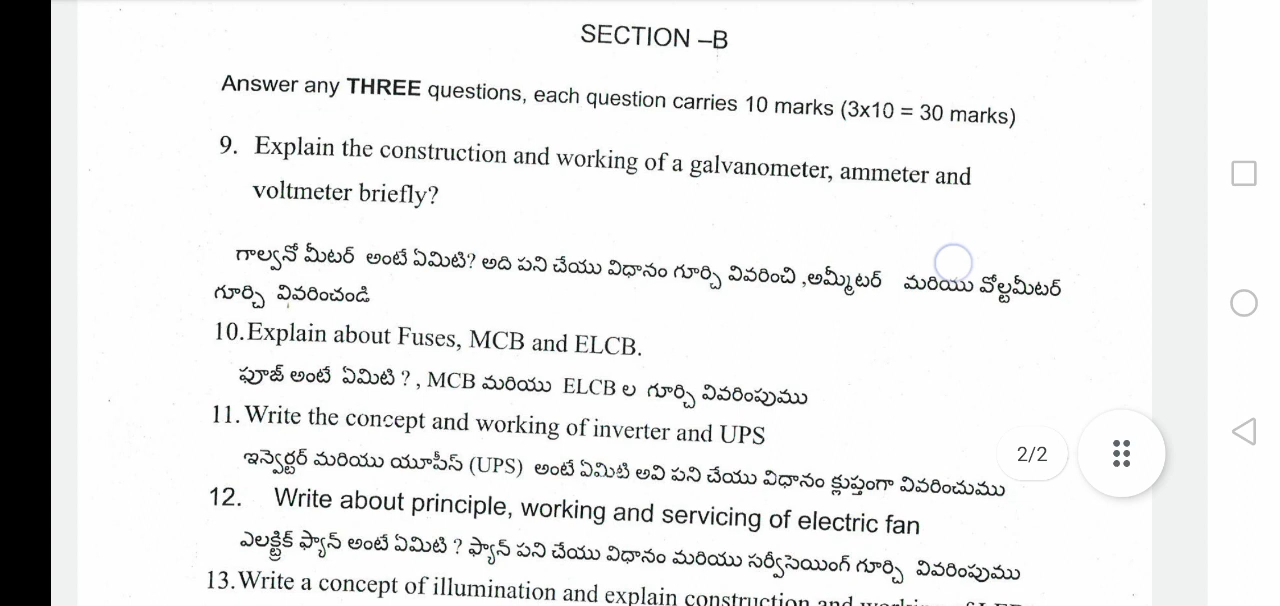 SECTION –B
Answer any THREE questions, each question carries 10 marks (3x10 = 30 marks)
9. Explain the construction and working of a galvanometer, ammeter and
voltmeter briefly?
గాల్వనో మీటర్ అంటే ఏమిటి? అది పని చేయు విధానం గూర్చి వివరించి ,అమ్మీటర్ మరియు వోల్టమీటర్
గూర్చి వివరించండి
10.Explain about Fuses, MCB and ELCB.
ఫ్యూజ్ అంటే ఏమిటి ? , MCB మరియు ELCB ల గూర్చి వివరింపుము
11. Write the concept and working of inverter and UPS
ఇన్వెర్టర్ మరియు యూపీస్ (UPS) అంటే ఏమిటి అవి పని చేయు విధానం క్లుప్తంగా వివరించుము
12. Write about principle, working and servicing of electric fan
ఎలక్ట్రిక్ ఫ్యాన్ అంటే ఏమిటి ? ఫ్యాన్ పని చేయు విధానం మరియు సర్వీసెయింగ్ గూర్చి వివరింపుము
13. Write a concept of illumination and explain construction and
2/2